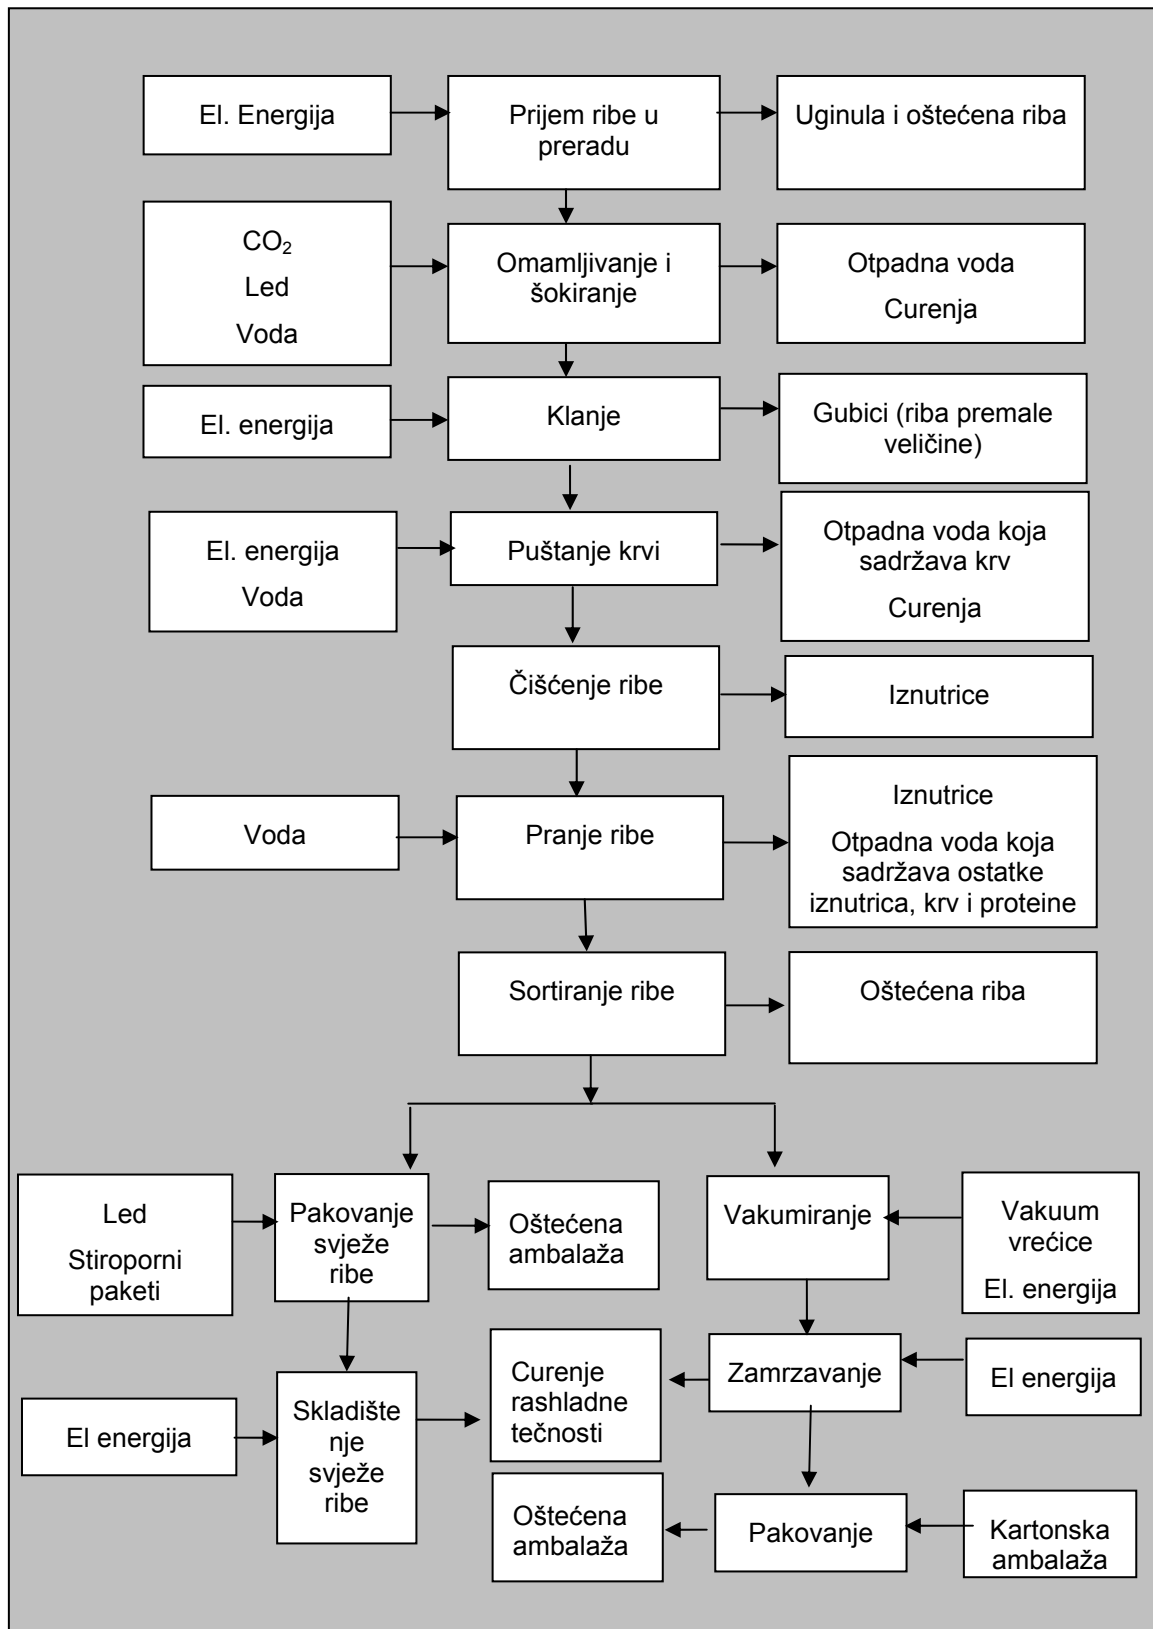 El. Energija
Prijem ribe u
preradu
Uginula i oštećena riba
CO₂
Led
Voda
Omamljivanje i
šokiranje
Otpadna voda
Curenja
El. energija
Klanje
Gubici (riba premale
veličine)
El. energija
Voda
Puštanje krvi
Otpadna voda koja
sadržava krv
Curenja
Čišćenje ribe
Iznutrice
Voda
Pranje ribe
Iznutrice
Otpadna voda koja
sadržava ostatke
iznutrica, krv i proteine
Sortiranje ribe
Oštećena riba
Led
Stiroporni
paketi
Pakovanje
svježe
ribe
Oštećena
ambalaža
Vakumiranje
Vakuum
vrećice
El. energija
El energija
Skladište
nje
svježe
ribe
Curenje
rashladne
tečnosti
Zamrzavanje
El energija
Oštećena
ambalaža
Pakovanje
Kartonska
ambalaža